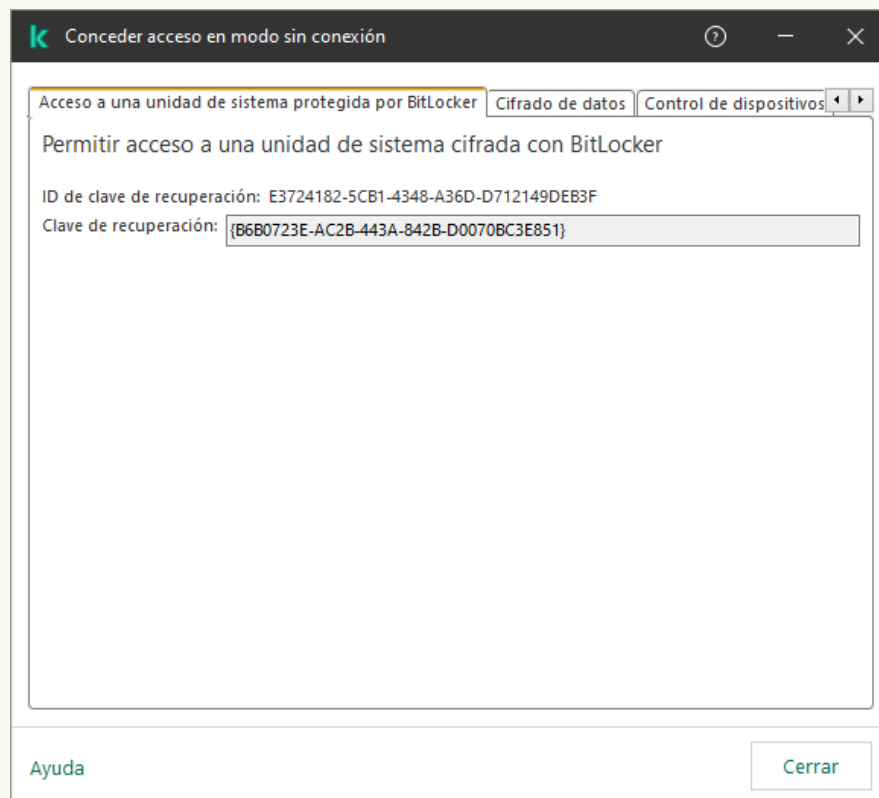 Conceder acceso en modo sin conexión
Acceso a una unidad de sistema protegida por BitLocker Cifrado de datos Control de dispositivos
Permitir acceso a una unidad de sistema cifrada con BitLocker
ID de clave de recuperación: E3724182-5CB1-4348-A36D-D712149DEB3F
Clave de recuperación: {B6B0723E-AC2B-443A-842B-D0070BC3E851}
Ayuda Cerrar